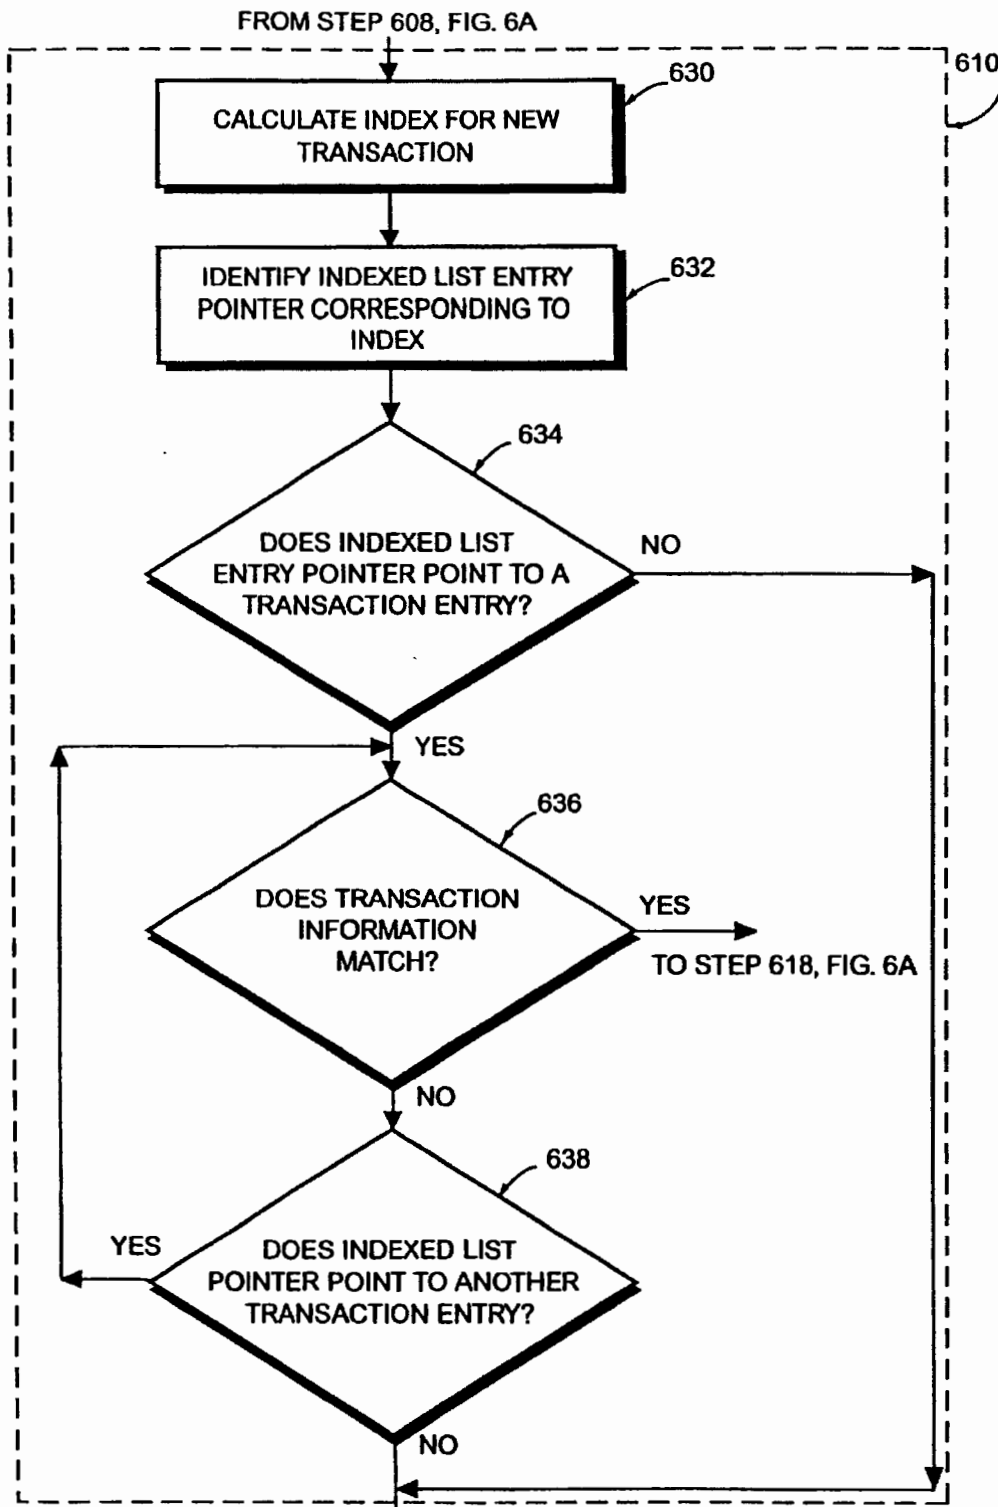 FROM STEP 608, FIG. 6A
610
630
CALCULATE INDEX FOR NEW
TRANSACTION
632
IDENTIFY INDEXED LIST ENTRY
POINTER CORRESPONDING TO
INDEX
634
DOES INDEXED LIST
ENTRY POINTER POINT TO A
TRANSACTION ENTRY?
NO
YES
636
DOES TRANSACTION
INFORMATION
MATCH?
YES
TO STEP 618, FIG. 6A
NO
638
DOES INDEXED LIST
POINTER POINT TO ANOTHER
TRANSACTION ENTRY?
YES
NO